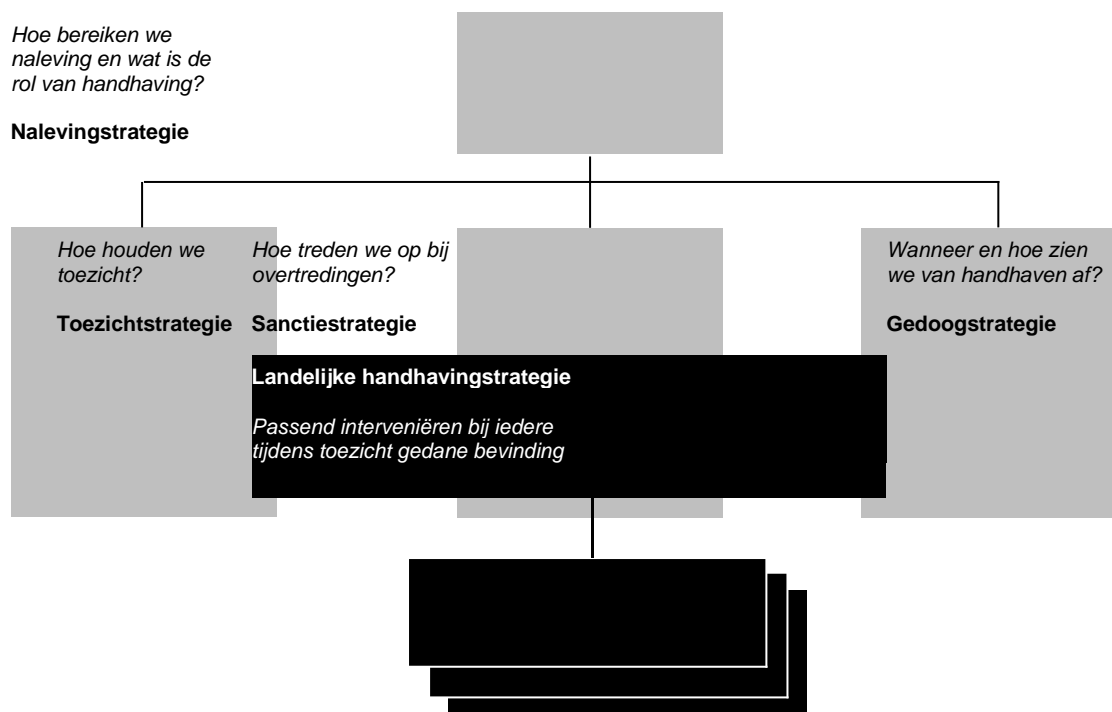 Hoe bereiken we
naleving en wat is de
rol van handhaving?
Nalevingstrategie
Hoe houden we
toezicht?
Toezichtstrategie
Hoe treden we op bij
overtredingen?
Sanctiestrategie
Wanneer en hoe zien
we van handhaven af?
Gedoogstrategie
Landelijke handhavingstrategie
Passend interveniëren bij iedere
tijdens toezicht gedane bevinding